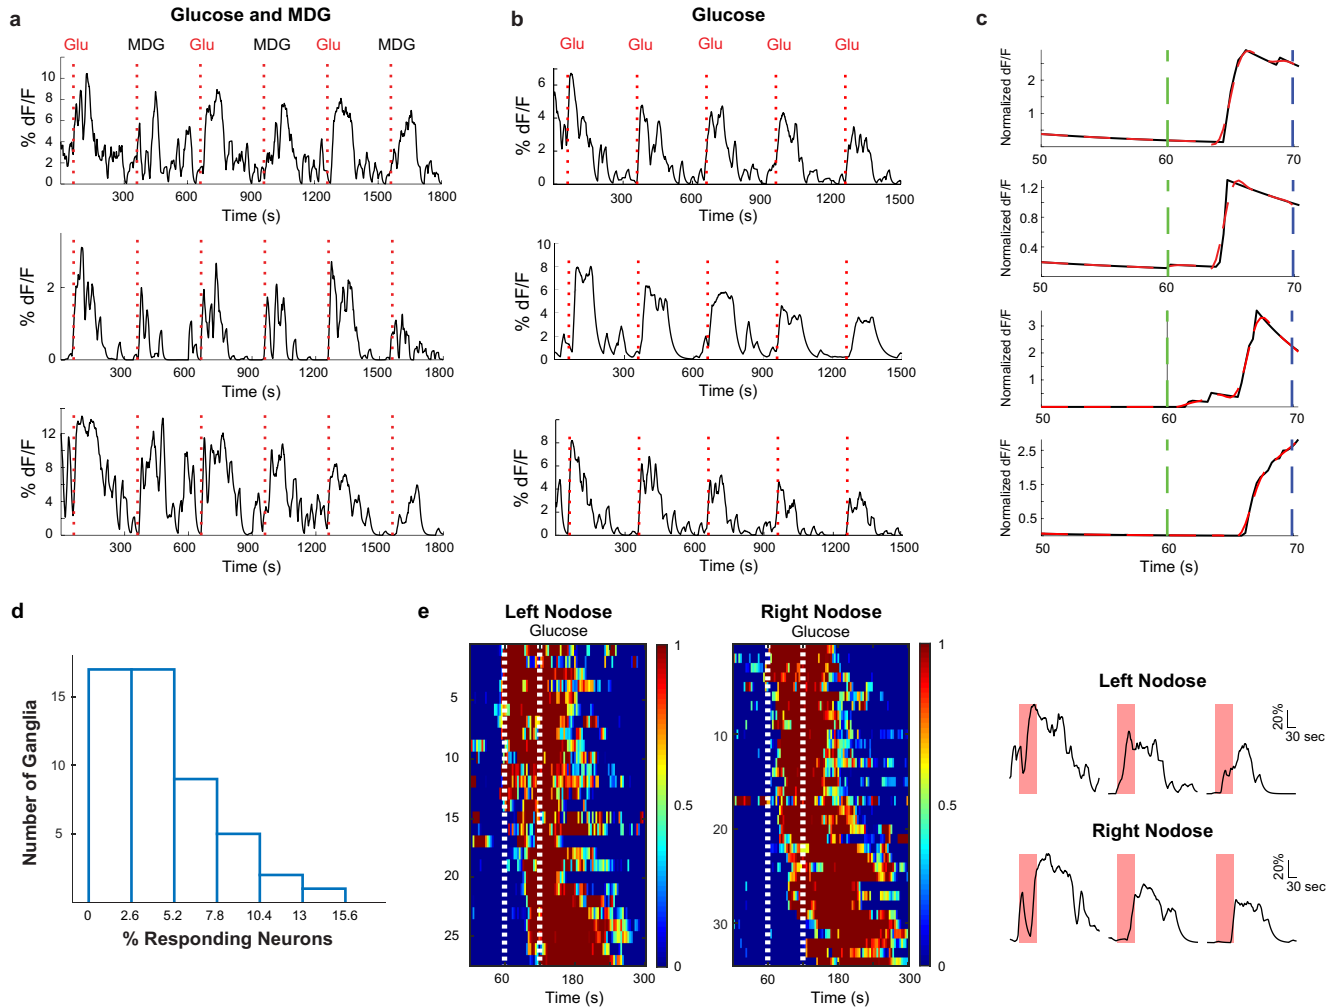 a
Glucose and MDG
Glu MDG Glu MDG Glu MDG
% dF/F
10
8
6
4
2
0
300 600 900 1200 1500 1800
Time (s)
% dF/F
2
0
300 600 900 1200 1500 1800
Time (s)
% dF/F
12
8
4
2
0
300 600 900 1200 1500 1800
Time (s)
b
Glucose
Glu Glu Glu Glu Glu
% dF/F
6
4
2
0
300 600 900 1200 1500
Time (s)
% dF/F
10
8
6
4
2
0
300 600 900 1200 1500
Time (s)
% dF/F
8
6
4
2
0
300 600 900 1200 1500
Time (s)
c
Normalized dF/F
2
1
50 60 70
Normalized dF/F
1.2
0.8
0.4
50 60 70
Normalized dF/F
3
2
1
50 60 70
Normalized dF/F
2.5
1.5
0.5
50 60 70
Time (s)
d
Number of Ganglia
15
10
5
0 2.6 5.2 7.8 10.4 13 15.6
% Responding Neurons
e
Left Nodose
Glucose
5
10
15
20
25
60 180 300
Time (s)
1
0.5
0
Right Nodose
Glucose
10
20
30
60 180 300
Time (s)
1
0.5
0
Left Nodose
20%
30 sec
Right Nodose
20%
30 sec